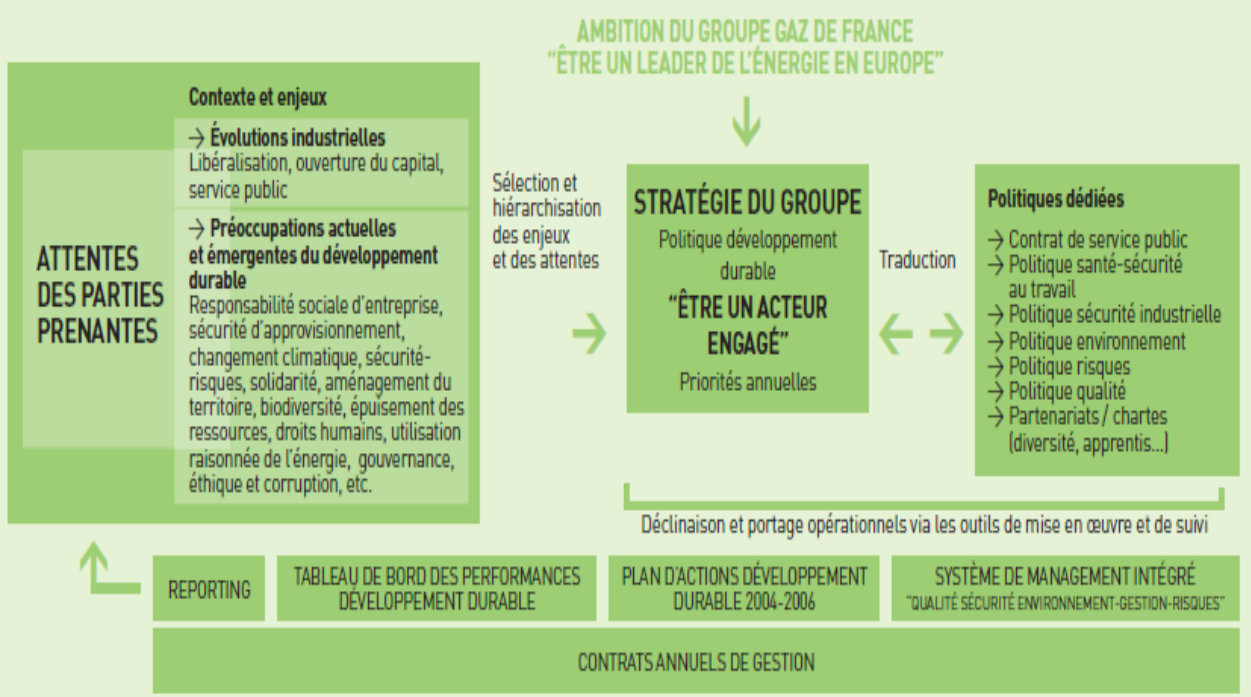 AMBITION DU GROUPE GAZ DE FRANCE
“ÊTRE UN LEADER DE L’ÉNERGIE EN EUROPE”
ATTENTES
DES PARTIES
PRENANTES
Contexte et enjeux
→ Évolutions industrielles
Libéralisation, ouverture du capital,
service public
→ Préoccupations actuelles
et émergentes du développement
durable
Responsabilité sociale d’entreprise,
sécurité d’approvisionnement,
changement climatique, sécurité-
risques, solidarité, aménagement du
territoire, biodiversité, épuisement des
ressources, droits humains, utilisation
raisonnée de l’énergie, gouvernance,
éthique et corruption, etc.
Sélection et
hiérarchisation
des enjeux
et des attentes
STRATÉGIE DU GROUPE
Politique développement
durable
“ÊTRE UN ACTEUR
ENGAGÉ”
Priorités annuelles
Traduction
Politiques dédiées
→ Contrat de service public
→ Politique santé-sécurité
au travail
→ Politique sécurité industrielle
→ Politique environnement
→ Politique risques
→ Politique qualité
→ Partenariats / chartes
(diversité, apprentis...)
Déclinaison et portage opérationnels via les outils de mise en œuvre et de suivi
REPORTING
TABLEAU DE BORD DES PERFORMANCES
DÉVELOPPEMENT DURABLE
PLAN D’ACTIONS DÉVELOPPEMENT
DURABLE 2004-2006
SYSTÈME DE MANAGEMENT INTÉGRÉ
“QUALITÉ SÉCURITÉ ENVIRONNEMENT-GESTION-RISQUES”
CONTRATS ANNUELS DE GESTION